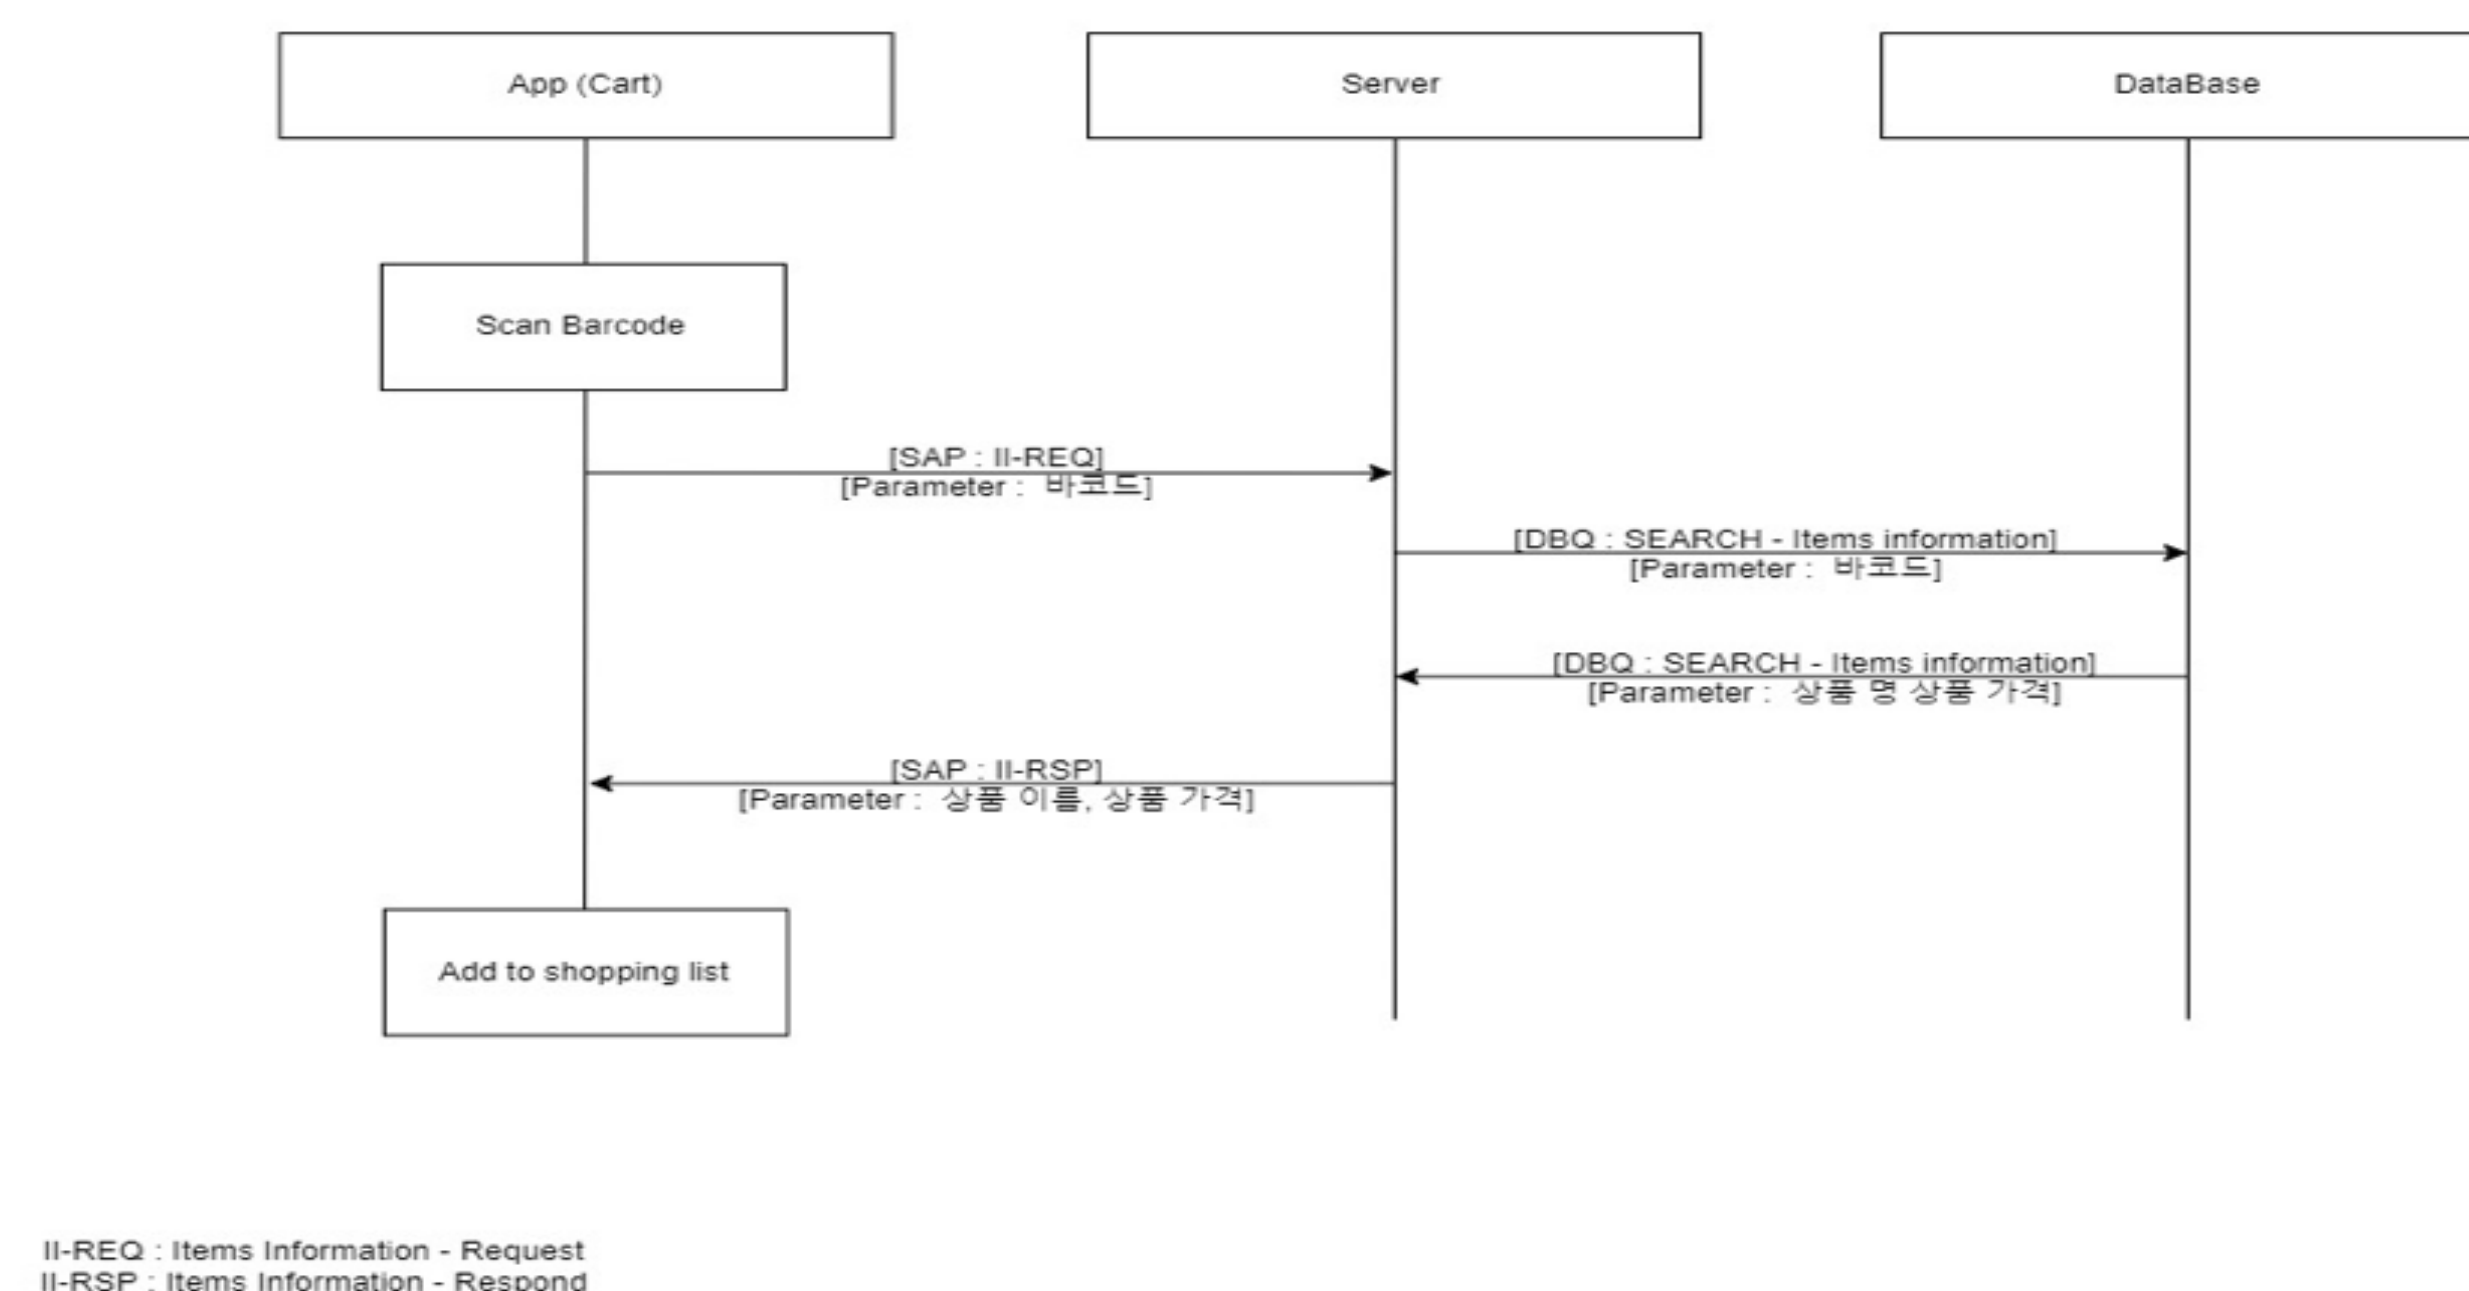 App (Cart)
Server
DataBase
Scan Barcode
[SAP : II-REQ]
[Parameter : 바코드]
[DBQ : SEARCH - Items information]
[Parameter : 바코드]
[DBQ : SEARCH - Items information]
[Parameter : 상품 명 상품 가격]
[SAP : II-RSP]
[Parameter : 상품 이름, 상품 가격]
Add to shopping list
II-REQ : Items Information - Request
II-RSP : Items Information - Respond